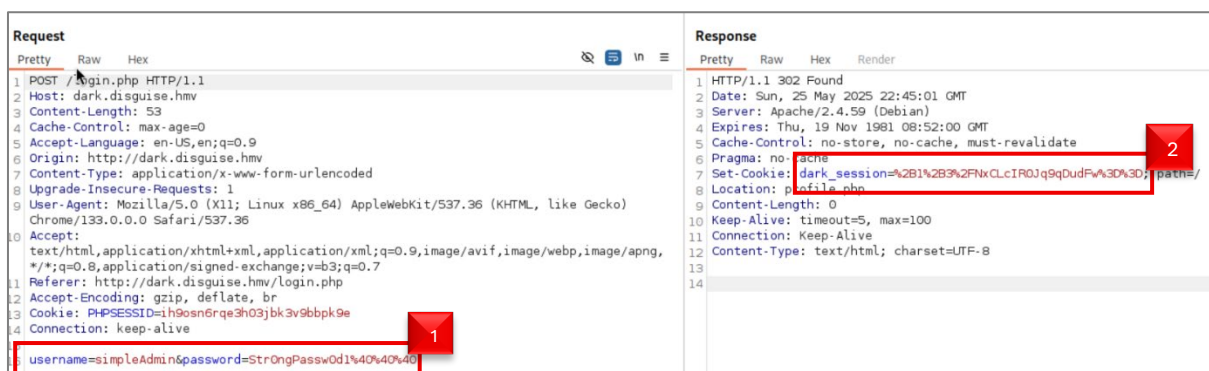 Request
Pretty Raw Hex
\n
1 POST /login.php HTTP/1.1
2 Host: dark.disguise.hmv
3 Content-Length: 53
4 Cache-Control: max-age=0
5 Accept-Language: en-US,en;q=0.9
6 Origin: http://dark.disguise.hmv
7 Content-Type: application/x-www-form-urlencoded
8 Upgrade-Insecure-Requests: 1
9 User-Agent: Mozilla/5.0 (X11; Linux x86_64) AppleWebKit/537.36 (KHTML, like Gecko)
Chrome/133.0.0.0 Safari/537.36
10 Accept:
text/html,application/xhtml+xml,application/xml;q=0.9,image/avif,image/webp,image/apng,
*/*;q=0.8,application/signed-exchange;v=b3;q=0.7
11 Referer: http://dark.disguise.hmv/login.php
12 Accept-Encoding: gzip, deflate, br
13 Cookie: PHPSESSID=ih9osn6rqe3h03jbk3v9bbpk9e
14 Connection: keep-alive
1
username=simpleAdmin&password=Str0ngPassw0d1%40%40%40
Response
Pretty Raw Hex Render
1 HTTP/1.1 302 Found
2 Date: Sun, 25 May 2025 22:45:01 GMT
3 Server: Apache/2.4.59 (Debian)
4 Expires: Thu, 19 Nov 1981 08:52:00 GMT
5 Cache-Control: no-store, no-cache, must-revalidate
6 Pragma: no-cache
2
7 Set-Cookie: dark_session=%2B1%2B3%2FNxCLcIR0Jq9qDudFw%3D%3D; path=/
8 Location: profile.php
9 Content-Length: 0
10 Keep-Alive: timeout=5, max=100
11 Connection: Keep-Alive
12 Content-Type: text/html; charset=UTF-8
13
14